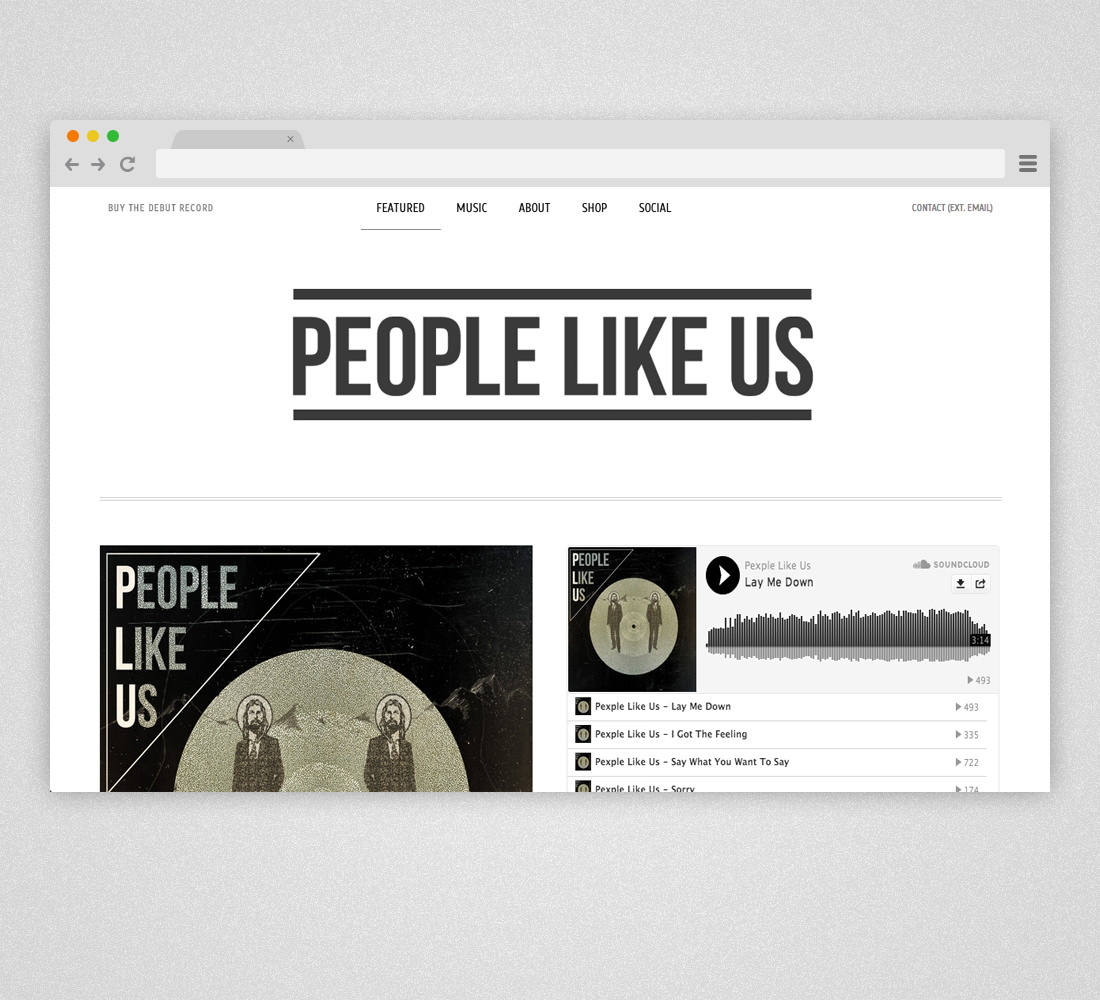 BUY THE DEBUT RECORD
FEATURED MUSIC ABOUT SHOP SOCIAL
CONTACT (EXT. EMAIL)
PEOPLE LIKE US
PEOPLE
LIKE
US
PEOPLE
LIKE
US
Pexple Like Us
Lay Me Down
SOUNDCLOUD
3:14
493
Pexple Like Us - Lay Me Down 493
Pexple Like Us - I Got The Feeling 335
Pexple Like Us - Say What You Want To Say 722
Pexple Like Us - Sorry 174